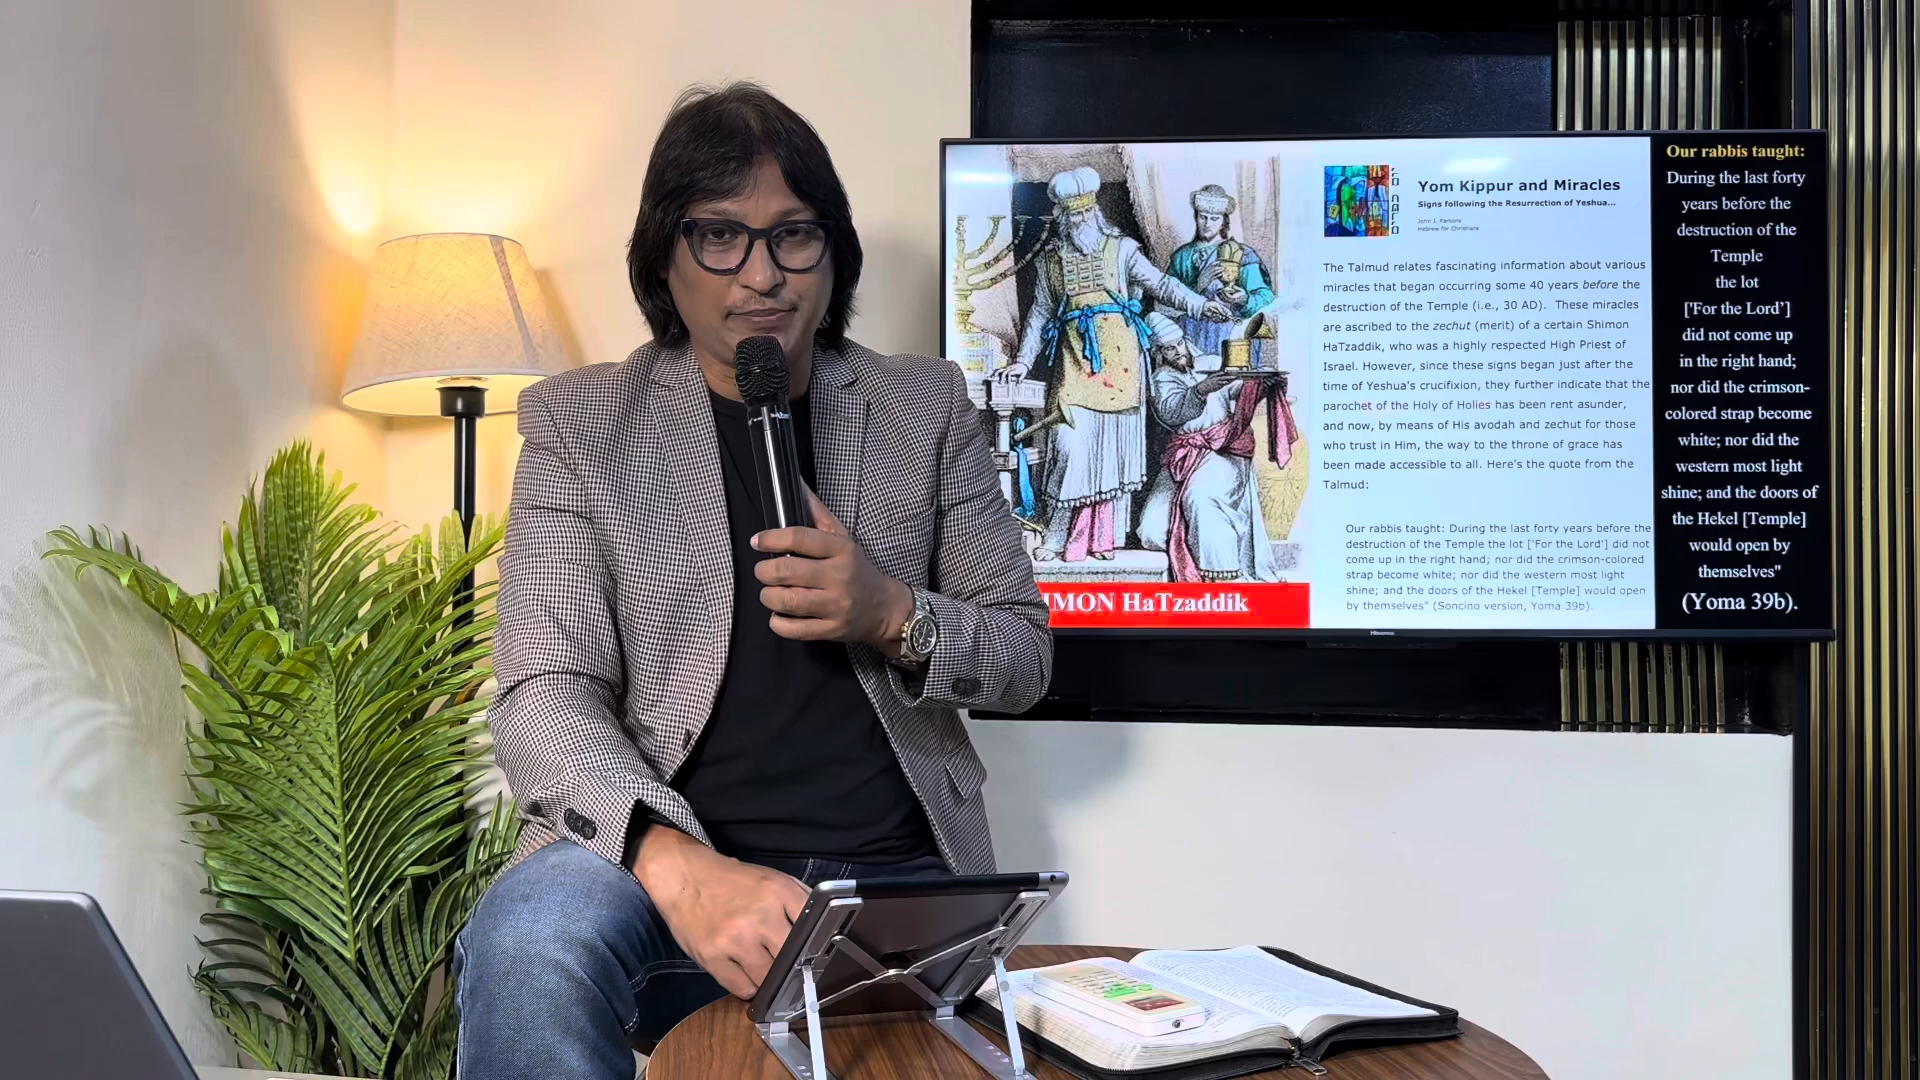 Yom Kippur and Miracles
Signs following the Resurrection of Yeshua...
John J. Parsons
Hebrew for Christians
The Talmud relates fascinating information about various
miracles that began occurring some 40 years before the
destruction of the Temple (i.e., 30 AD). These miracles
are ascribed to the zechut (merit) of a certain Shimon
HaTzaddik, who was a highly respected High Priest of
Israel. However, since these signs began just after the
time of Yeshua's crucifixion, they further indicate that the
parochet of the Holy of Holies has been rent asunder,
and now, by means of His avodah and zechut for those
who trust in Him, the way to the throne of grace has
been made accessible to all. Here's the quote from the
Talmud:
Our rabbis taught: During the last forty years before the
destruction of the Temple the lot ['For the Lord'] did not
come up in the right hand; nor did the crimson-colored
strap become white; nor did the western most light
shine; and the doors of the Hekel [Temple] would open
by themselves" (Soncino version, Yoma 39b).
IMON HaTzaddik
Our rabbis taught:
During the last forty
years before the
destruction of the
Temple
the lot
['For the Lord']
did not come up
in the right hand;
nor did the crimson-
colored strap become
white; nor did the
western most light
shine; and the doors of
the Hekel [Temple]
would open by
themselves"
(Yoma 39b).
Hisense